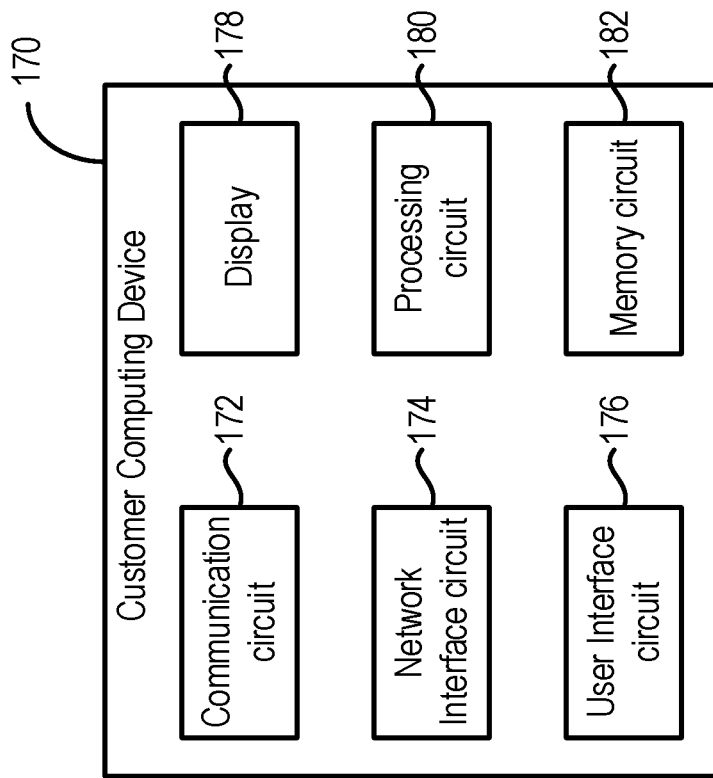 170
Customer Computing Device
Communication
circuit
172
Display
178
Network
Interface circuit
174
Processing
circuit
180
User Interface
circuit
176
Memory circuit
182